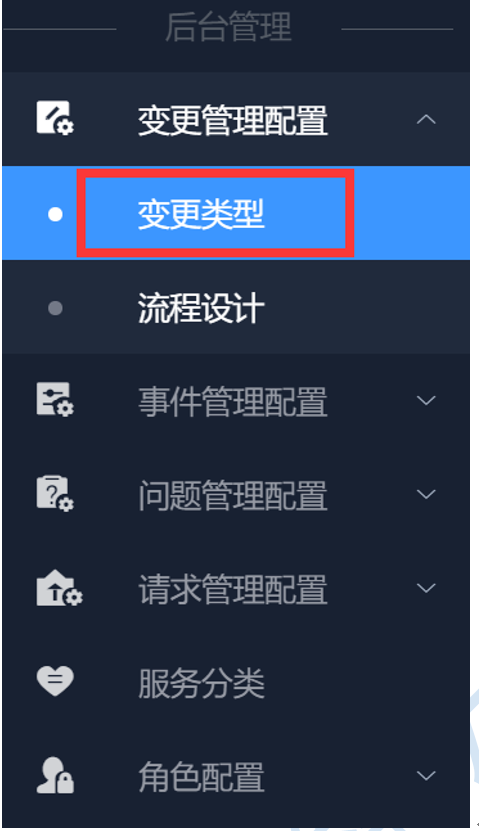 后台管理
变更管理配置
变更类型
流程设计
事件管理配置
问题管理配置
请求管理配置
服务分类
角色配置